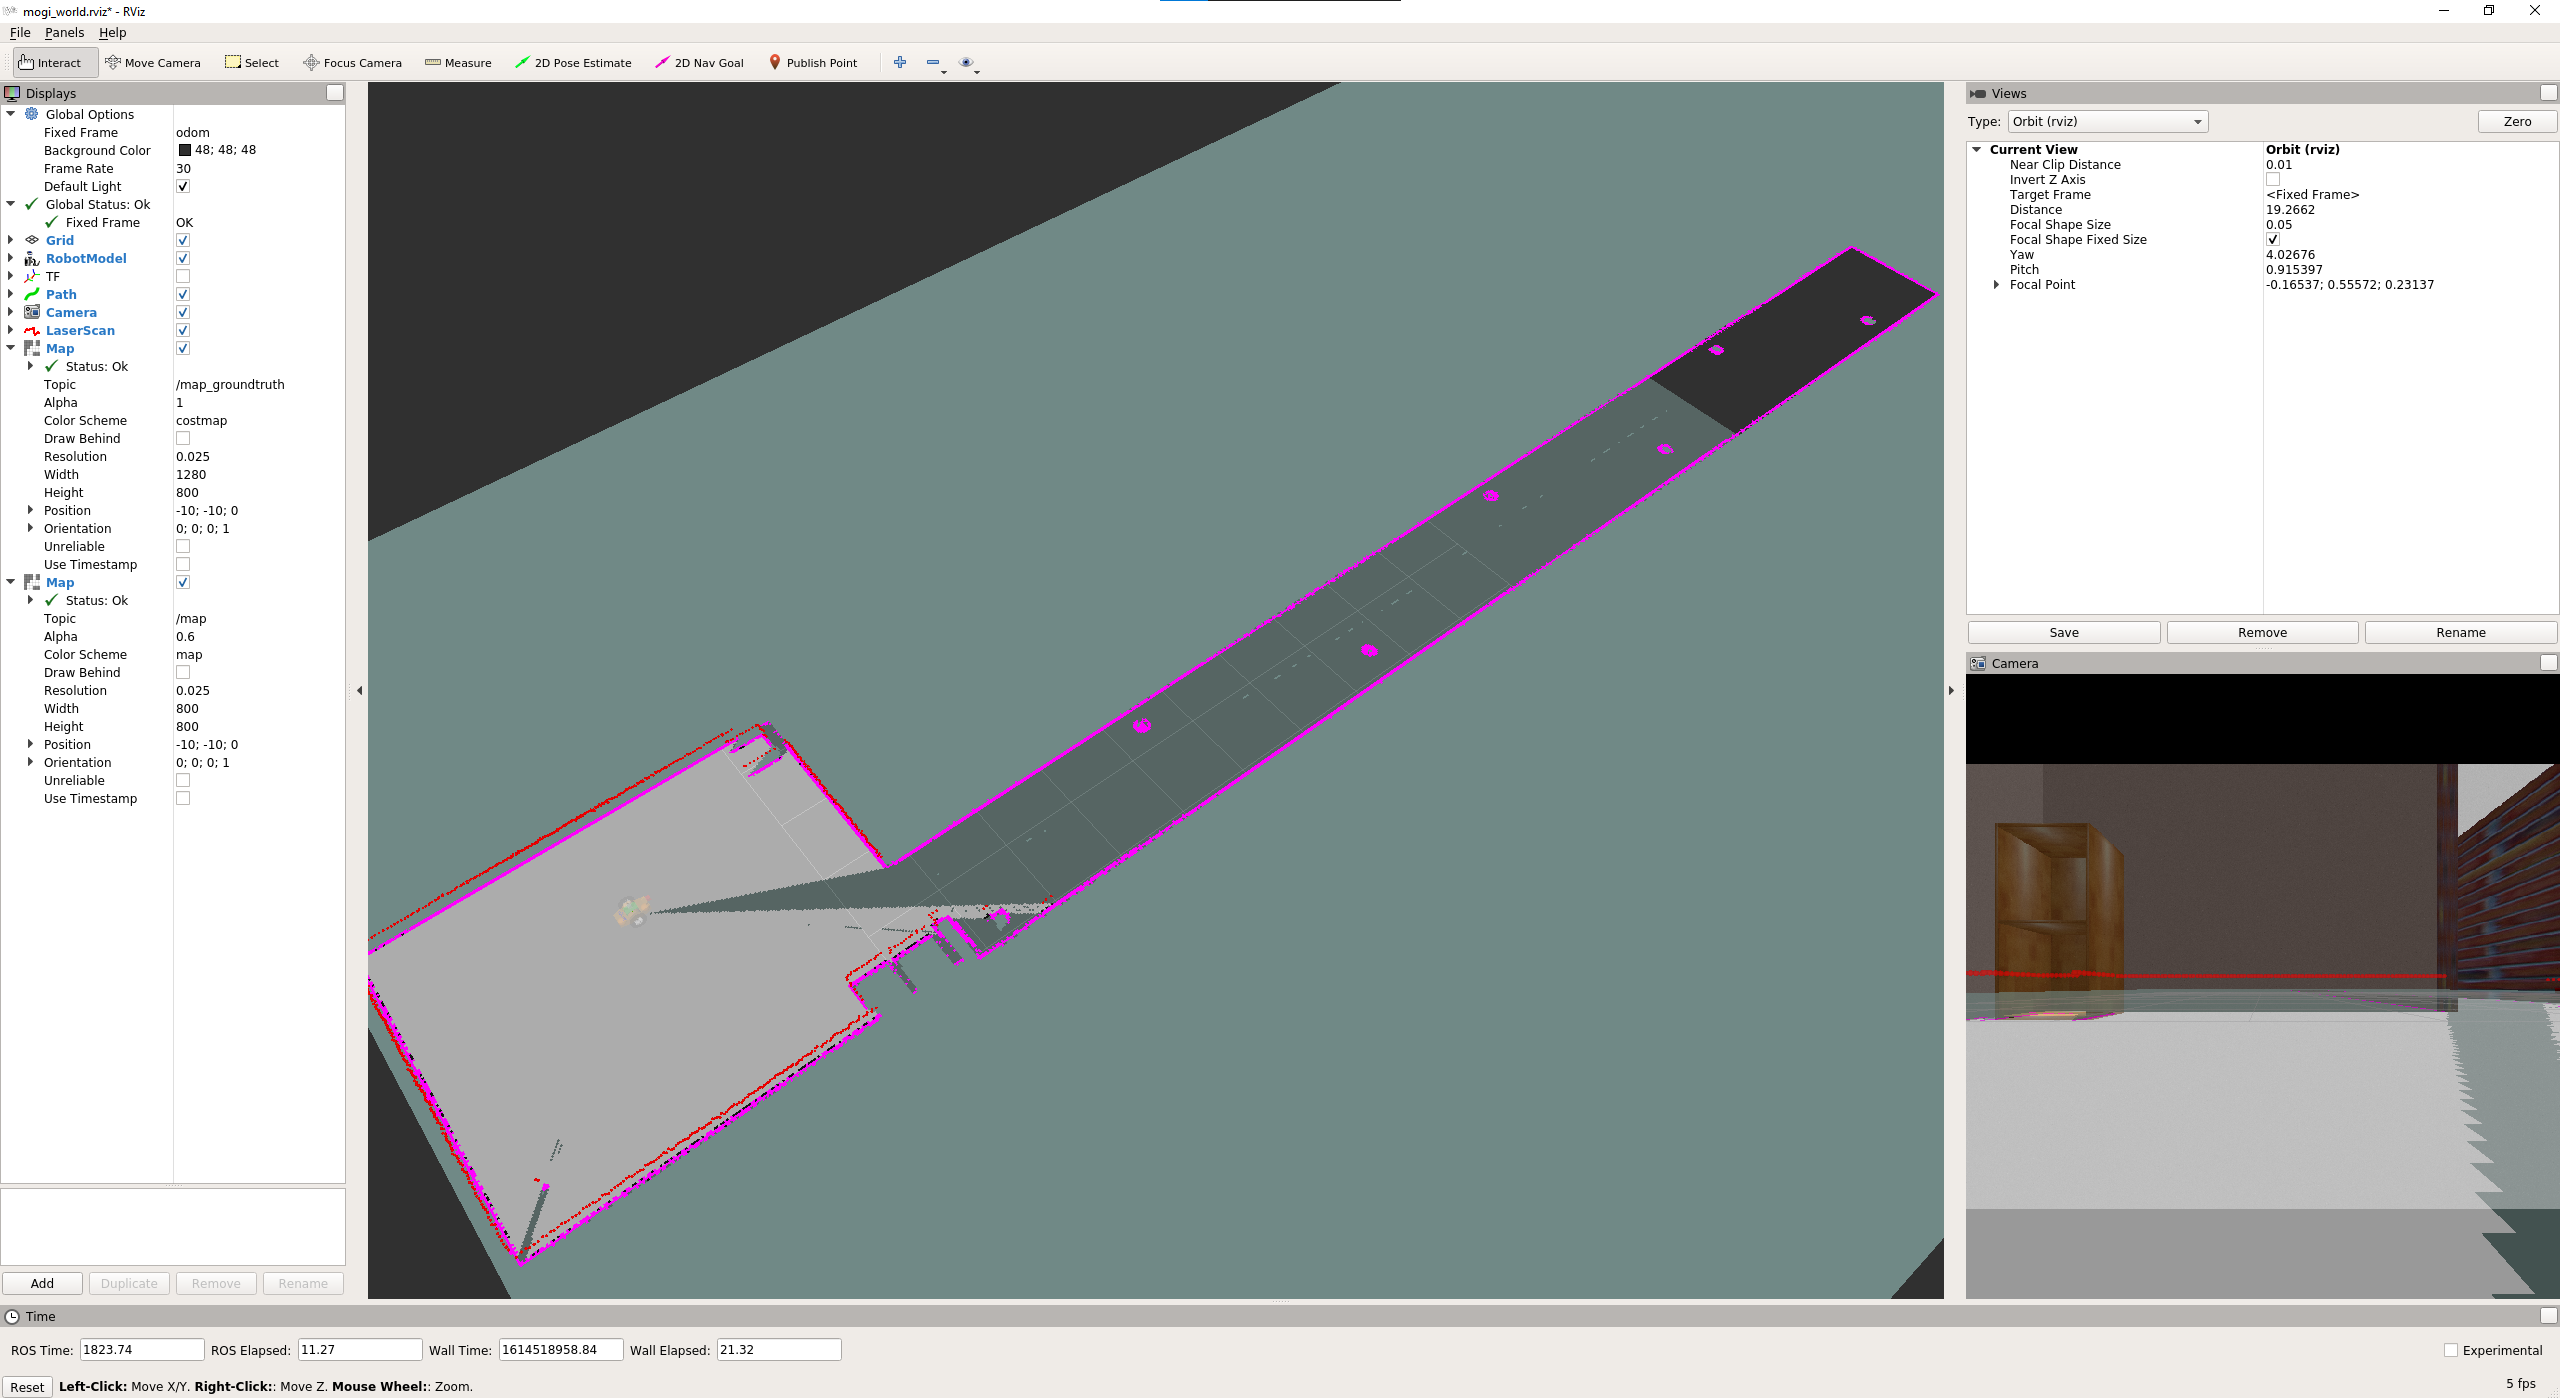 mogi_world.rviz* - RViz
File Panels Help
Interact Move Camera Select Focus Camera Measure 2D Pose Estimate 2D Nav Goal Publish Point
Displays
Global Options
Fixed Frame odom
Background Color 48; 48; 48
Frame Rate 30
Default Light
Global Status: Ok
Fixed Frame OK
Grid
RobotModel
TF
Path
Camera
LaserScan
Map
Status: Ok
Topic /map_groundtruth
Alpha 1
Color Scheme costmap
Draw Behind
Resolution 0.025
Width 1280
Height 800
Position -10; -10; 0
Orientation 0; 0; 0; 1
Unreliable
Use Timestamp
Map
Status: Ok
Topic /map
Alpha 0.6
Color Scheme map
Draw Behind
Resolution 0.025
Width 800
Height 800
Position -10; -10; 0
Orientation 0; 0; 0; 1
Unreliable
Use Timestamp
Add Duplicate Remove Rename
Views
Type: Orbit (rviz) Zero
Current View Orbit (rviz)
Near Clip Distance 0.01
Invert Z Axis
Target Frame <Fixed Frame>
Distance 19.2662
Focal Shape Size 0.05
Focal Shape Fixed Size
Yaw 4.02676
Pitch 0.915397
Focal Point -0.16537; 0.55572; 0.23137
Save Remove Rename
Camera
Time
ROS Time: 1823.74 ROS Elapsed: 11.27 Wall Time: 1614518958.84 Wall Elapsed: 21.32 Experimental
Reset Left-Click: Move X/Y. Right-Click:: Move Z. Mouse Wheel:: Zoom. 5 fps